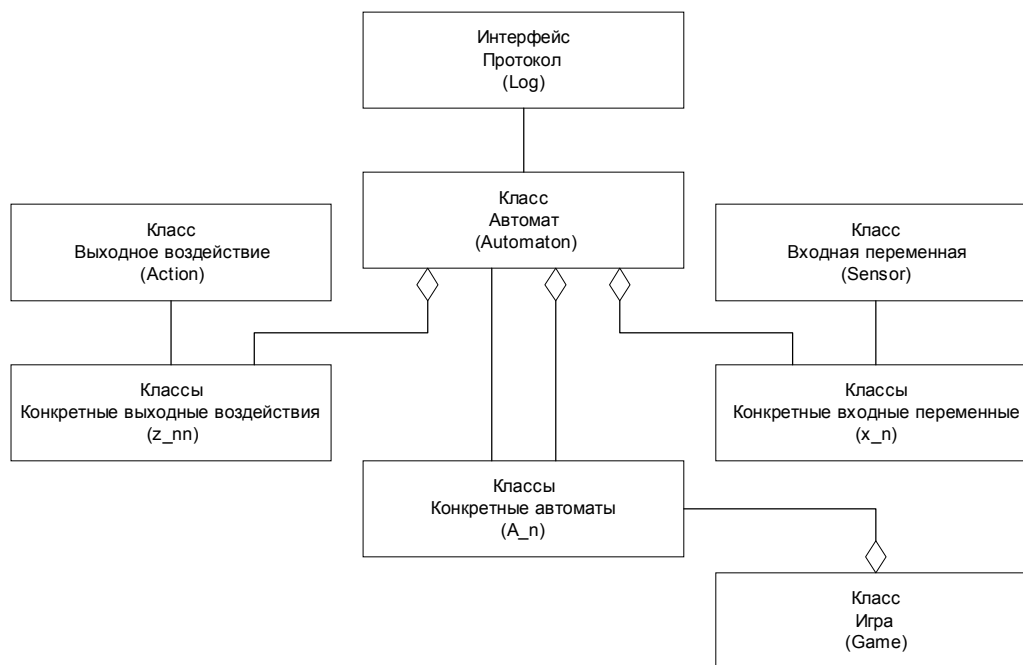 Интерфейс
Протокол
(Log)
Класс
Автомат
(Automaton)
Класс
Выходное воздействие
(Action)
Класс
Входная переменная
(Sensor)
Классы
Конкретные выходные воздействия
(z_nn)
Классы
Конкретные входные переменные
(x_n)
Классы
Конкретные автоматы
(A_n)
Класс
Игра
(Game)